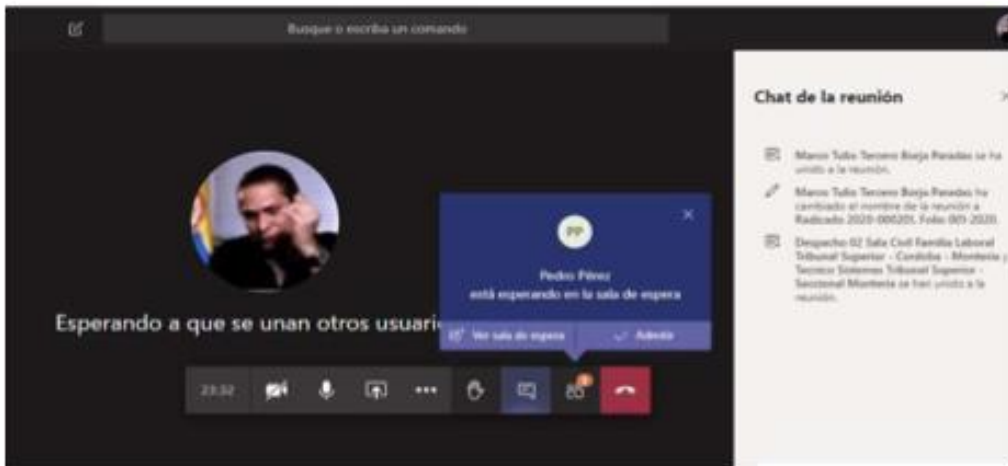 Busque o escriba un comando
Chat de la reunión
Marco Tulio Tercero Borja Paradas se ha
unido a la reunión.
Marco Tulio Tercero Borja Paradas ha
cambiado el nombre de la reunión a
Radicado 2020-000201. Folio 001-2020.
Despacho 02 Sala Civil Familia Laboral
Tribunal Superior - Cordoba - Monteria y
Tecnico Sistemas Tribunal Superior -
Seccional Monteria se han unido a la
reunión.
PP
Pedro Pérez
está esperando en la sala de espera
Ver sala de espera
Admitir
Esperando a que se unan otros usuari
23:32